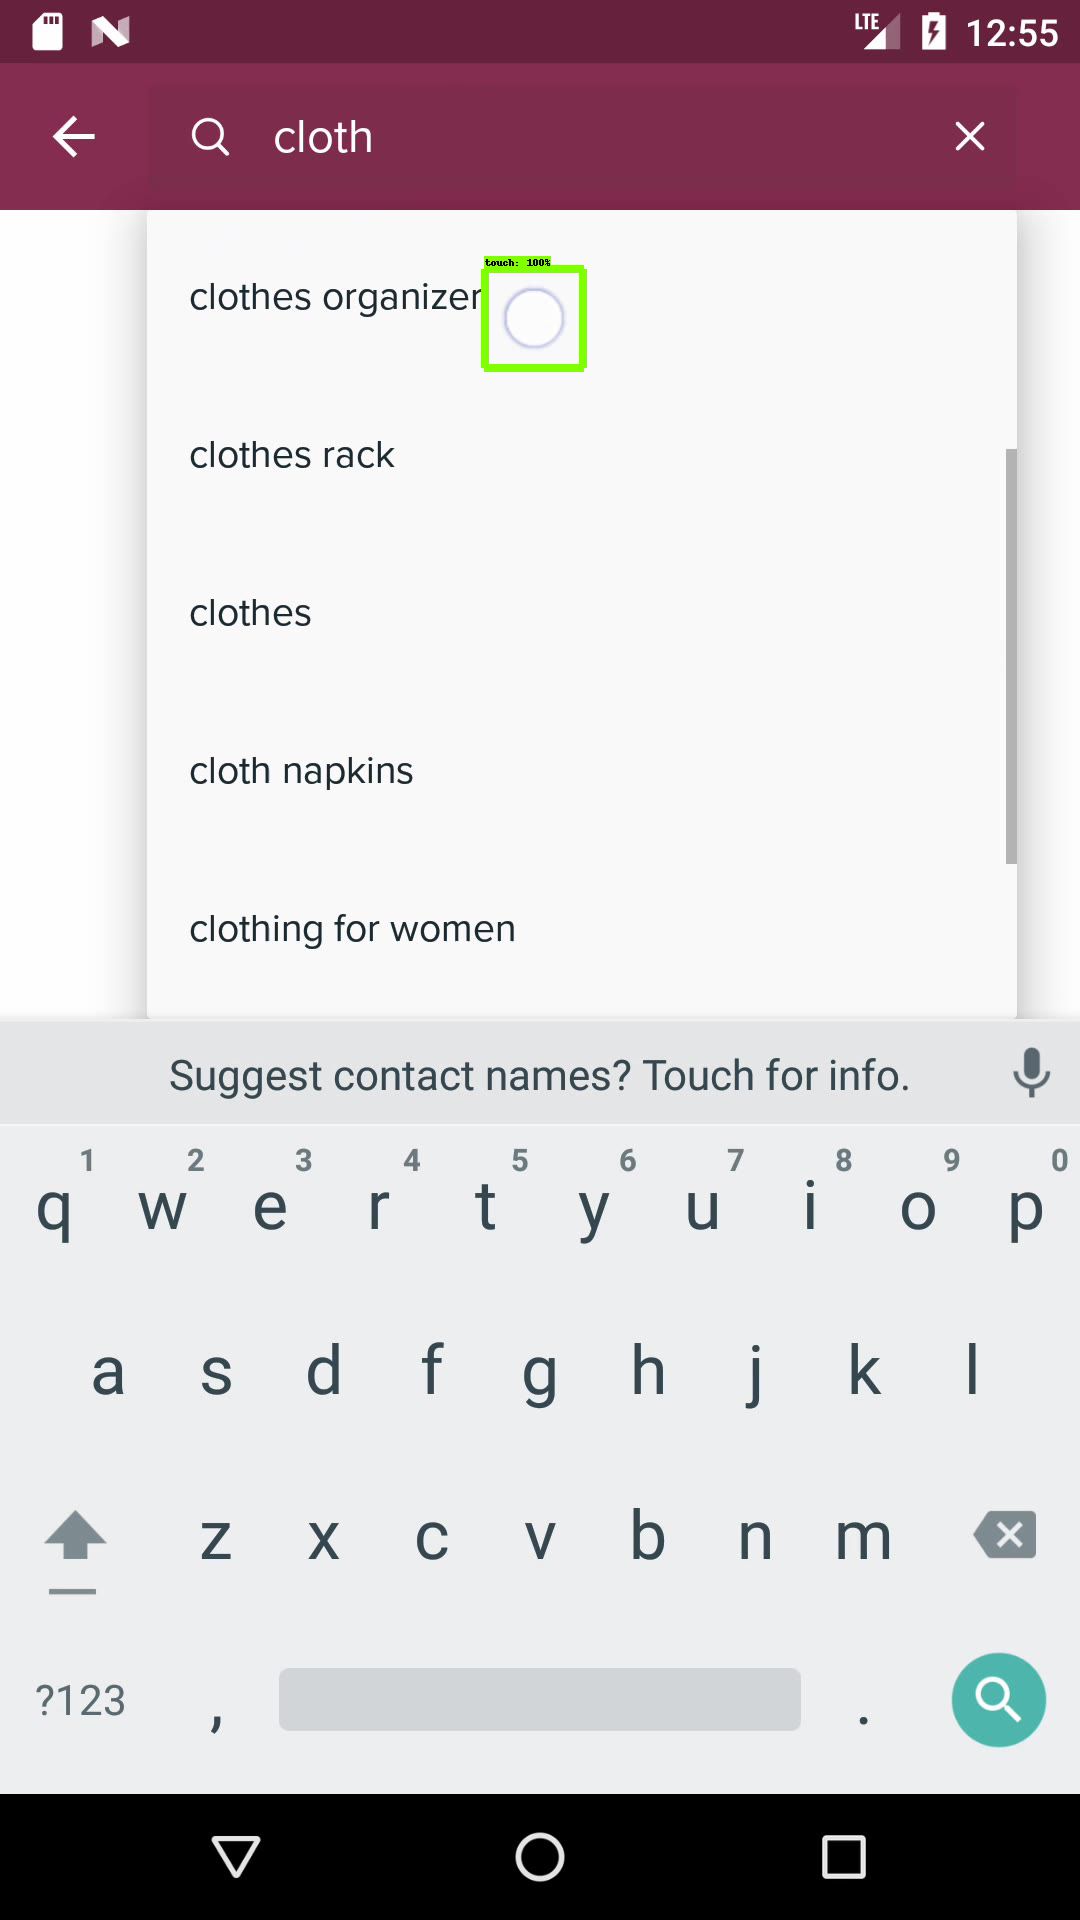 LTE 12:55
cloth
touch: 100%
clothes organizer
clothes rack
clothes
cloth napkins
clothing for women
Suggest contact names? Touch for info.
1 2 3 4 5 6 7 8 9 0
q w e r t y u i o p
a s d f g h j k l
z x c v b n m
?123 , .